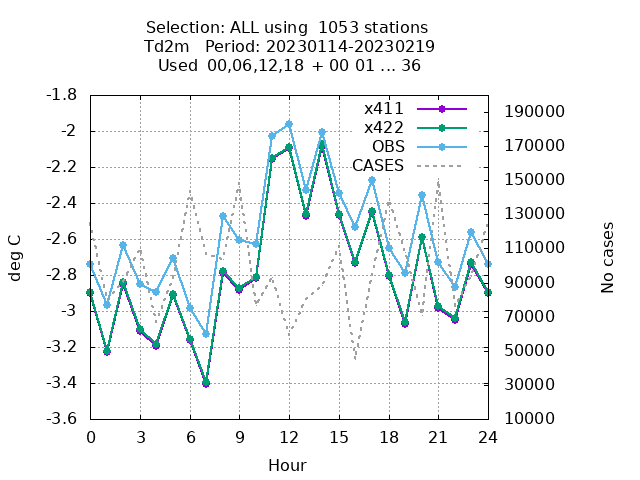 Selection: ALL using 1053 stations
Td2m Period: 20230114-20230219
Used 00,06,12,18 + 00 01 ... 36
x411
x422
OBS
CASES
-1.8
-2
-2.2
-2.4
-2.6
-2.8
-3
-3.2
-3.4
-3.6
deg C
190000
170000
150000
130000
110000
90000
70000
50000
30000
10000
No cases
0 3 6 9 12 15 18 21 24
Hour